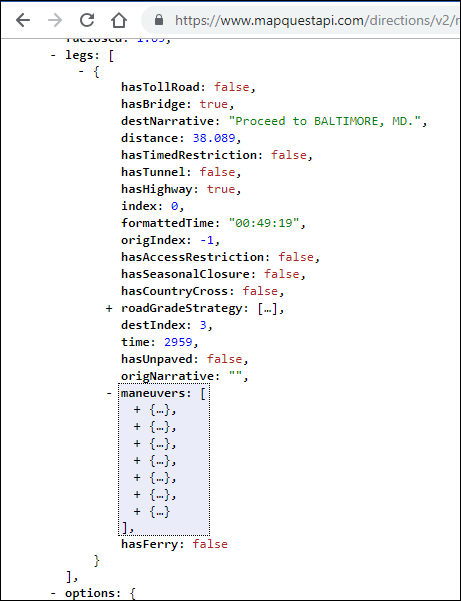 https://www.mapquestapi.com/directions/v2/r
- legs: [
- {
hasTollRoad: false,
hasBridge: true,
destNarrative: "Proceed to BALTIMORE, MD.",
distance: 38.089,
hasTimedRestriction: false,
hasTunnel: false,
hasHighway: true,
index: 0,
formattedTime: "00:49:19",
origIndex: -1,
hasAccessRestriction: false,
hasSeasonalClosure: false,
hasCountryCross: false,
+ roadGradeStrategy: […],
destIndex: 3,
time: 2959,
hasUnpaved: false,
origNarrative: "",
- maneuvers: [
+ {…},
+ {…},
+ {…},
+ {…},
+ {…},
+ {…},
+ {…}
],
hasFerry: false
}
],
- options: {